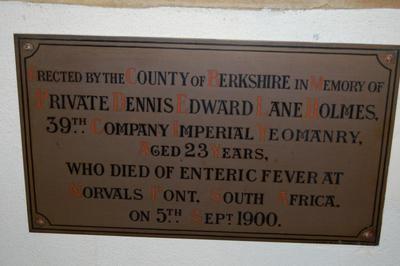 ERECTED BY THE COUNTY OF BERKSHIRE IN MEMORY OF
PRIVATE DENNIS EDWARD LANE HOLMES,
39TH COMPANY IMPERIAL YEOMANRY,
AGED 23 YEARS,
WHO DIED OF ENTERIC FEVER AT
NORVALS PONT, SOUTH AFRICA.
ON 5TH SEPT 1900.